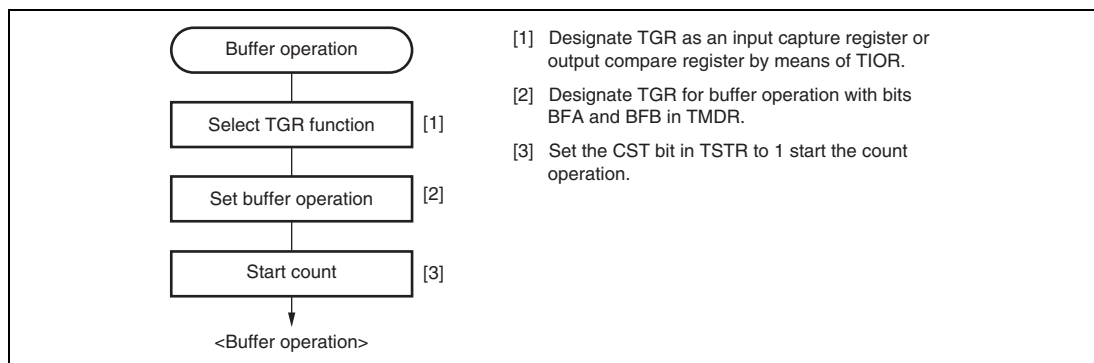 Buffer operation
Select TGR function
[1]
Set buffer operation
[2]
Start count
[3]
<Buffer operation>
[1] Designate TGR as an input capture register or
output compare register by means of TIOR.
[2] Designate TGR for buffer operation with bits
BFA and BFB in TMDR.
[3] Set the CST bit in TSTR to 1 start the count
operation.